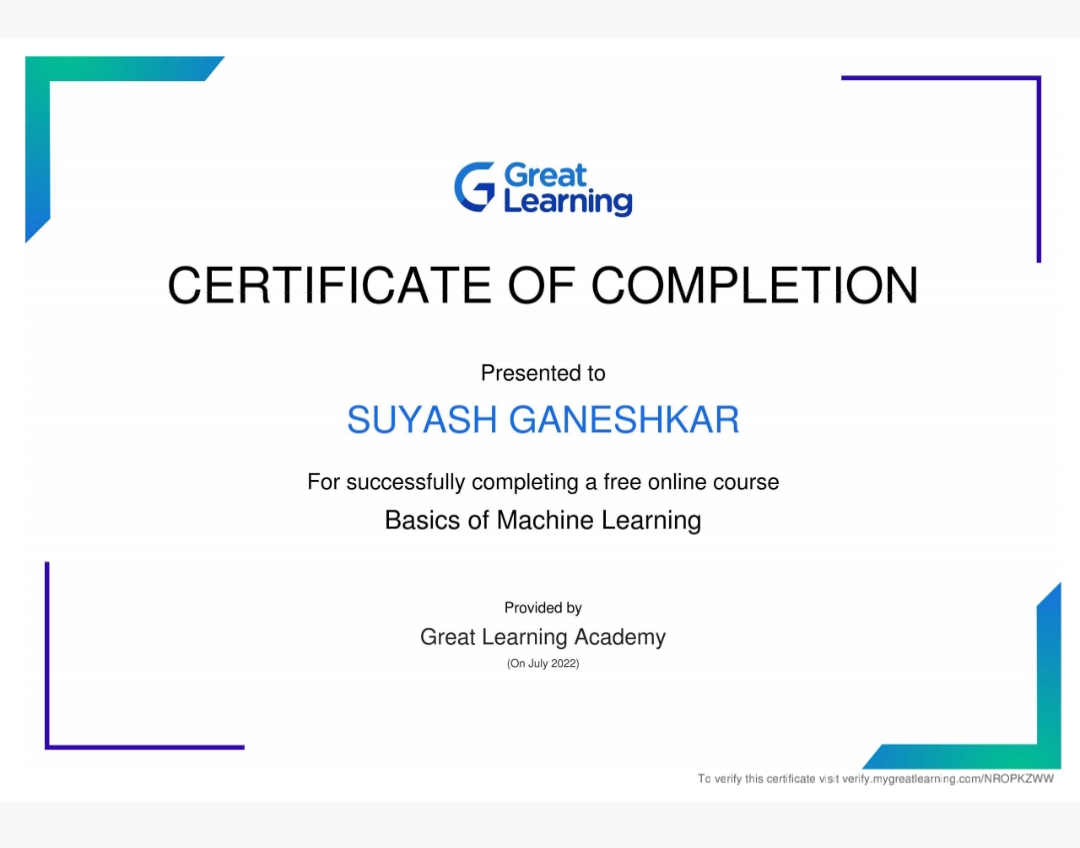 Great
Learning
CERTIFICATE OF COMPLETION
Presented to
SUYASH GANESHKAR
For successfully completing a free online course
Basics of Machine Learning
Provided by
Great Learning Academy
(On July 2022)
To verify this certificate visit verify.mygreatlearning.com/NROPKZWW